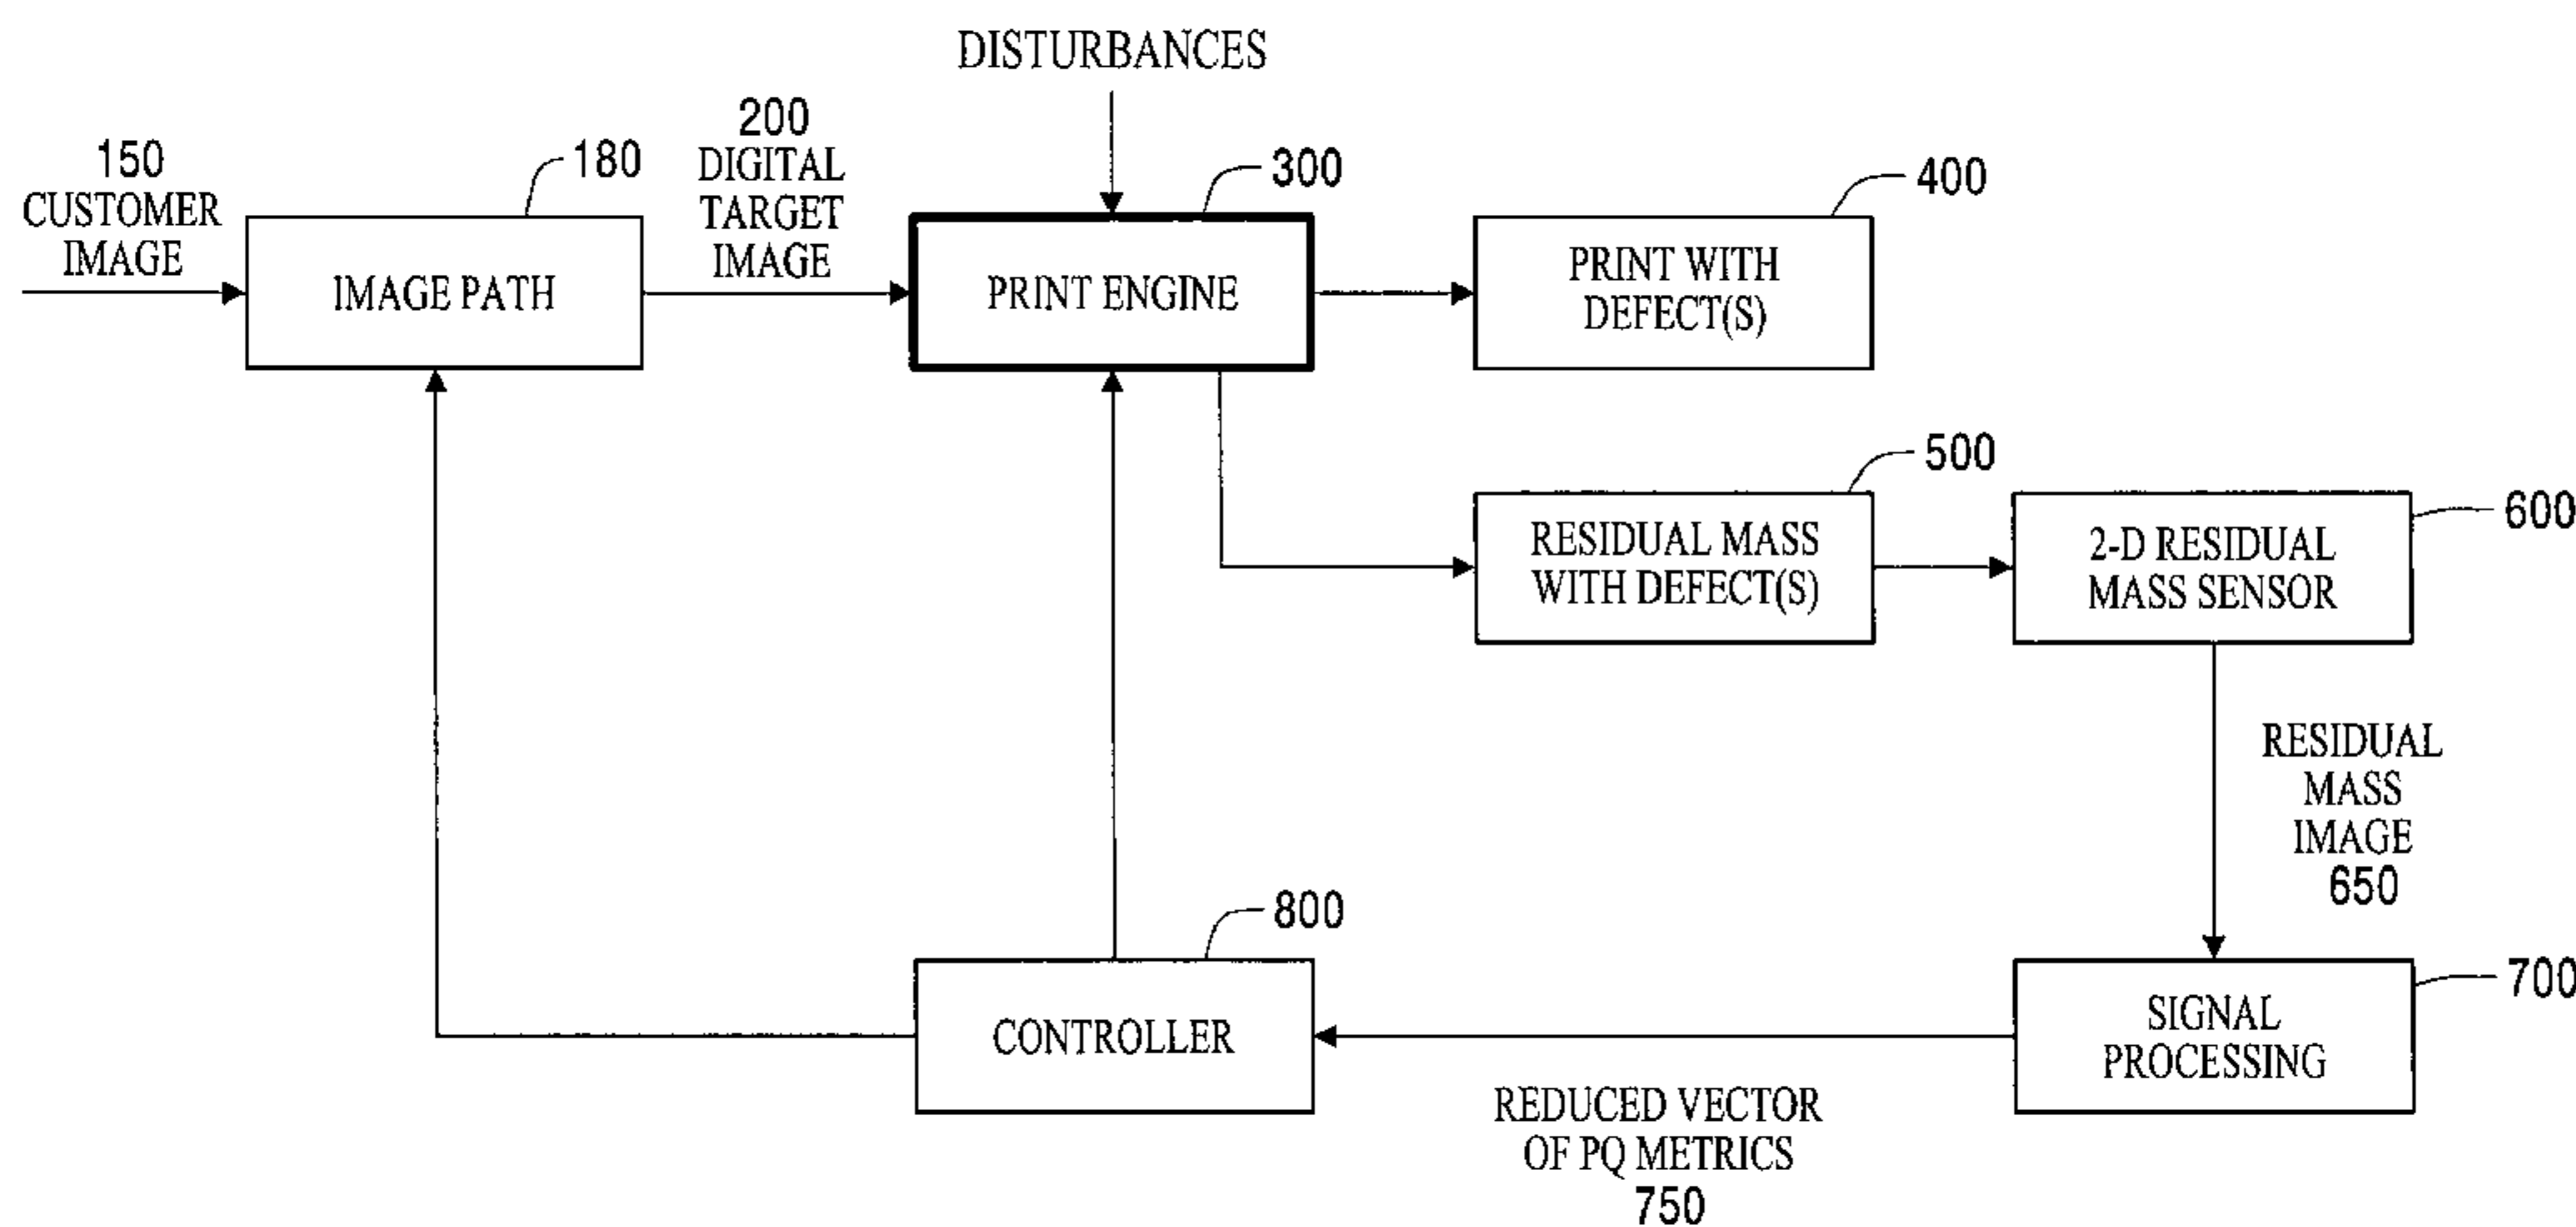 DISTURBANCES
150
CUSTOMER
IMAGE
180
IMAGE PATH
200
DIGITAL
TARGET
IMAGE
300
PRINT ENGINE
400
PRINT WITH
DEFECT(S)
500
RESIDUAL MASS
WITH DEFECT(S)
600
2-D RESIDUAL
MASS SENSOR
RESIDUAL
MASS
IMAGE
650
700
SIGNAL
PROCESSING
REDUCED VECTOR
OF PQ METRICS
750
800
CONTROLLER